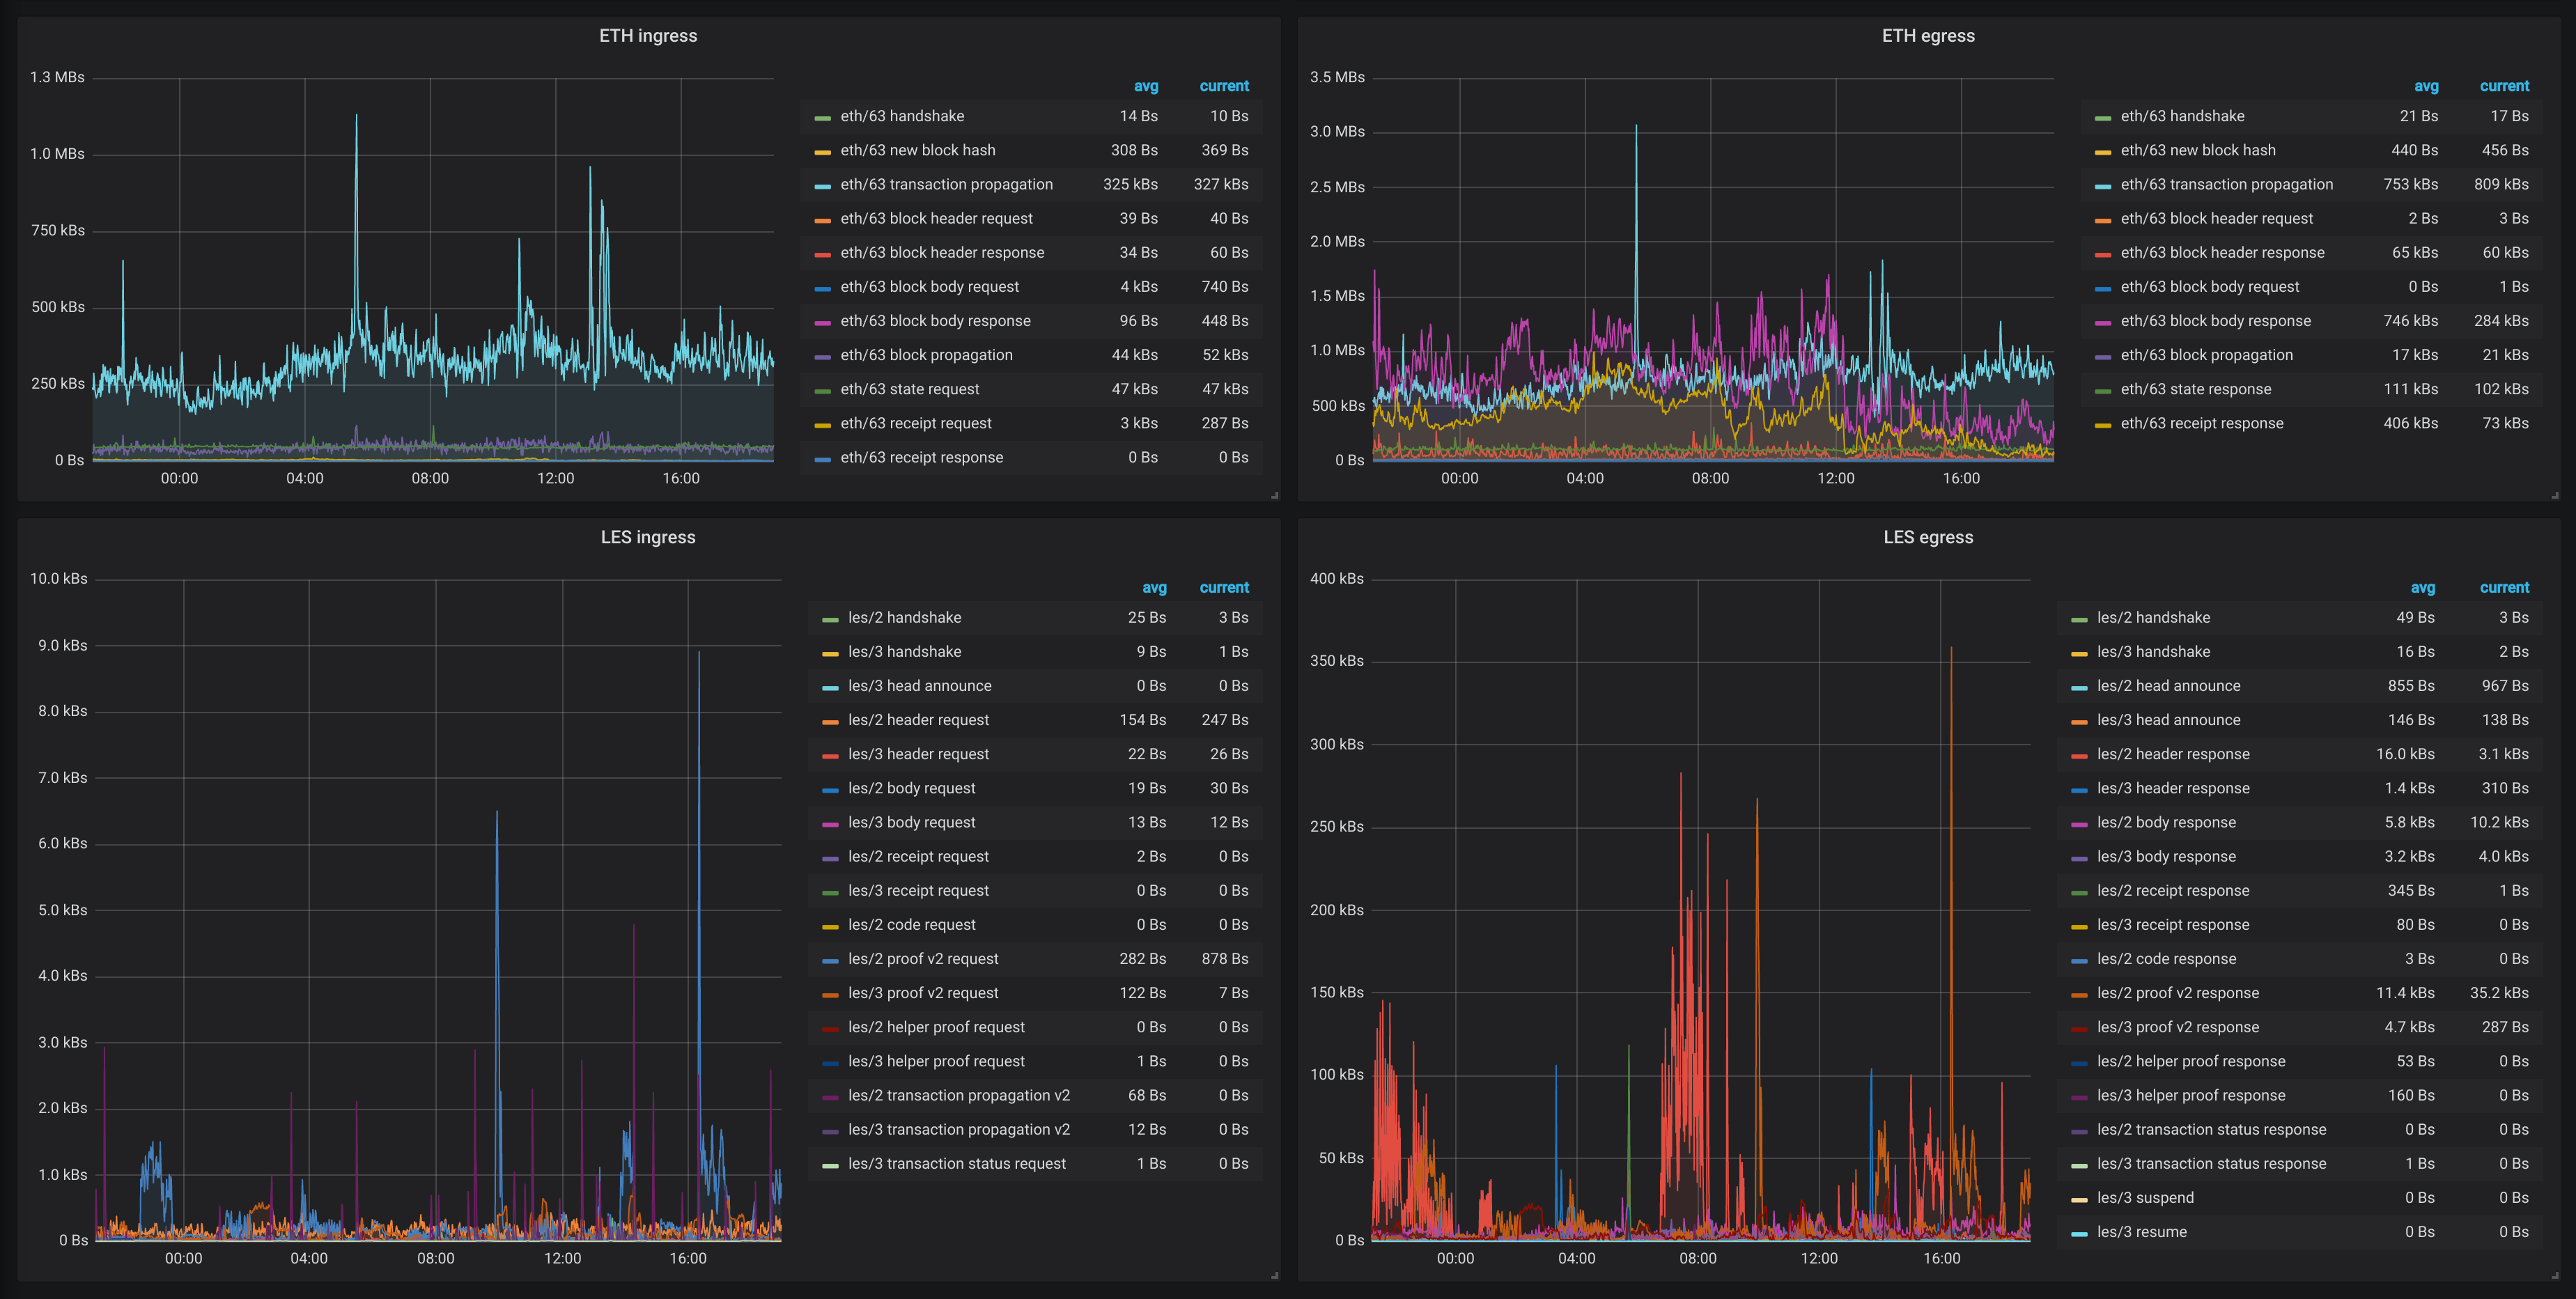 ETH ingress
1.3 MBs
1.0 MBs
750 kBs
500 kBs
250 kBs
0 Bs
00:00 04:00 08:00 12:00 16:00
avg current
eth/63 handshake 14 Bs 10 Bs
eth/63 new block hash 308 Bs 369 Bs
eth/63 transaction propagation 325 kBs 327 kBs
eth/63 block header request 39 Bs 40 Bs
eth/63 block header response 34 Bs 60 Bs
eth/63 block body request 4 kBs 740 Bs
eth/63 block body response 96 Bs 448 Bs
eth/63 block propagation 44 kBs 52 kBs
eth/63 state request 47 kBs 47 kBs
eth/63 receipt request 3 kBs 287 Bs
eth/63 receipt response 0 Bs 0 Bs
ETH egress
3.5 MBs
3.0 MBs
2.5 MBs
2.0 MBs
1.5 MBs
1.0 MBs
500 kBs
0 Bs
00:00 04:00 08:00 12:00 16:00
avg current
eth/63 handshake 21 Bs 17 Bs
eth/63 new block hash 440 Bs 456 Bs
eth/63 transaction propagation 753 kBs 809 kBs
eth/63 block header request 2 Bs 3 Bs
eth/63 block header response 65 kBs 60 kBs
eth/63 block body request 0 Bs 1 Bs
eth/63 block body response 746 kBs 284 kBs
eth/63 block propagation 17 kBs 21 kBs
eth/63 state response 111 kBs 102 kBs
eth/63 receipt response 406 kBs 73 kBs
LES ingress
10.0 kBs
9.0 kBs
8.0 kBs
7.0 kBs
6.0 kBs
5.0 kBs
4.0 kBs
3.0 kBs
2.0 kBs
1.0 kBs
0 Bs
00:00 04:00 08:00 12:00 16:00
avg current
les/2 handshake 25 Bs 3 Bs
les/3 handshake 9 Bs 1 Bs
les/3 head announce 0 Bs 0 Bs
les/2 header request 154 Bs 247 Bs
les/3 header request 22 Bs 26 Bs
les/2 body request 19 Bs 30 Bs
les/3 body request 13 Bs 12 Bs
les/2 receipt request 2 Bs 0 Bs
les/3 receipt request 0 Bs 0 Bs
les/2 code request 0 Bs 0 Bs
les/2 proof v2 request 282 Bs 878 Bs
les/3 proof v2 request 122 Bs 7 Bs
les/2 helper proof request 0 Bs 0 Bs
les/3 helper proof request 1 Bs 0 Bs
les/2 transaction propagation v2 68 Bs 0 Bs
les/3 transaction propagation v2 12 Bs 0 Bs
les/3 transaction status request 1 Bs 0 Bs
LES egress
400 kBs
350 kBs
300 kBs
250 kBs
200 kBs
150 kBs
100 kBs
50 kBs
0 Bs
00:00 04:00 08:00 12:00 16:00
avg current
les/2 handshake 49 Bs 3 Bs
les/3 handshake 16 Bs 2 Bs
les/2 head announce 855 Bs 967 Bs
les/3 head announce 146 Bs 138 Bs
les/2 header response 16.0 kBs 3.1 kBs
les/3 header response 1.4 kBs 310 Bs
les/2 body response 5.8 kBs 10.2 kBs
les/3 body response 3.2 kBs 4.0 kBs
les/2 receipt response 345 Bs 1 Bs
les/3 receipt response 80 Bs 0 Bs
les/2 code response 3 Bs 0 Bs
les/2 proof v2 response 11.4 kBs 35.2 kBs
les/3 proof v2 response 4.7 kBs 287 Bs
les/2 helper proof response 53 Bs 0 Bs
les/3 helper proof response 160 Bs 0 Bs
les/2 transaction status response 0 Bs 0 Bs
les/3 transaction status response 1 Bs 0 Bs
les/3 suspend 0 Bs 0 Bs
les/3 resume 0 Bs 0 Bs